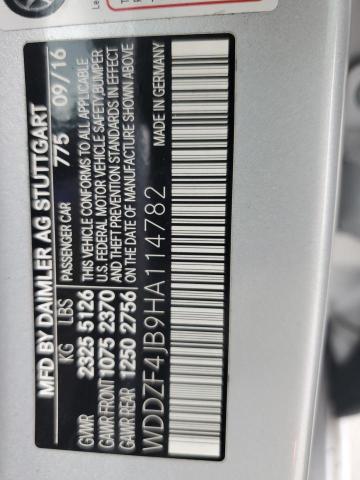 MFD BY DAIMLER AG STUTTGART
775 09/16
KG LBS PASSENGER CAR
GVWR 2325 5126 THIS VEHICLE CONFORMS TO ALL APPLICABLE
GAWR FRONT 1075 2370 U.S. FEDERAL MOTOR VEHICLE SAFETY, BUMPER
AND THEFT PREVENTION STANDARDS IN EFFECT
GAWR REAR 1250 2756 ON THE DATE OF MANUFACTURE SHOWN ABOVE
WDDZF4JB9HA114782 MADE IN GERMANY